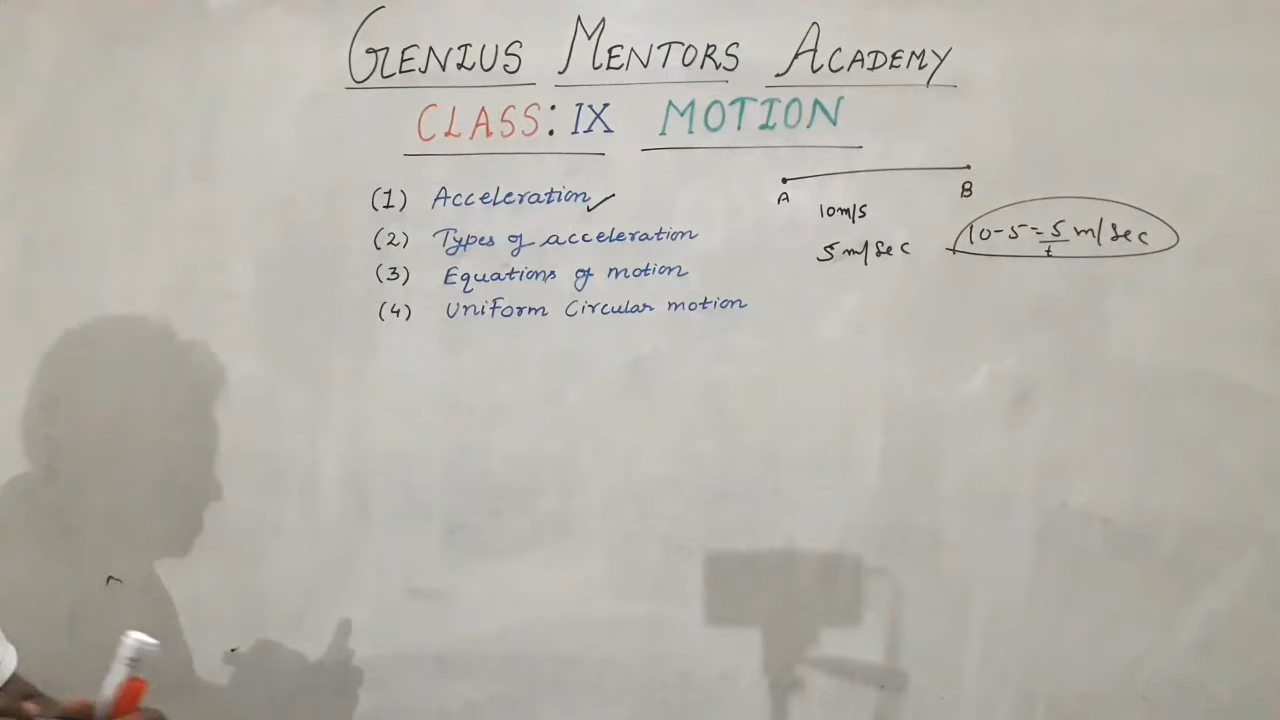 GENIUS MENTORS ACADEMY
CLASS: IX MOTION
(1) Acceleration ✓
(2) Types of acceleration
(3) Equations of motion
(4) Uniform Circular motion
A B
10m/s
5 m/sec
10-5=5 m/sec
t